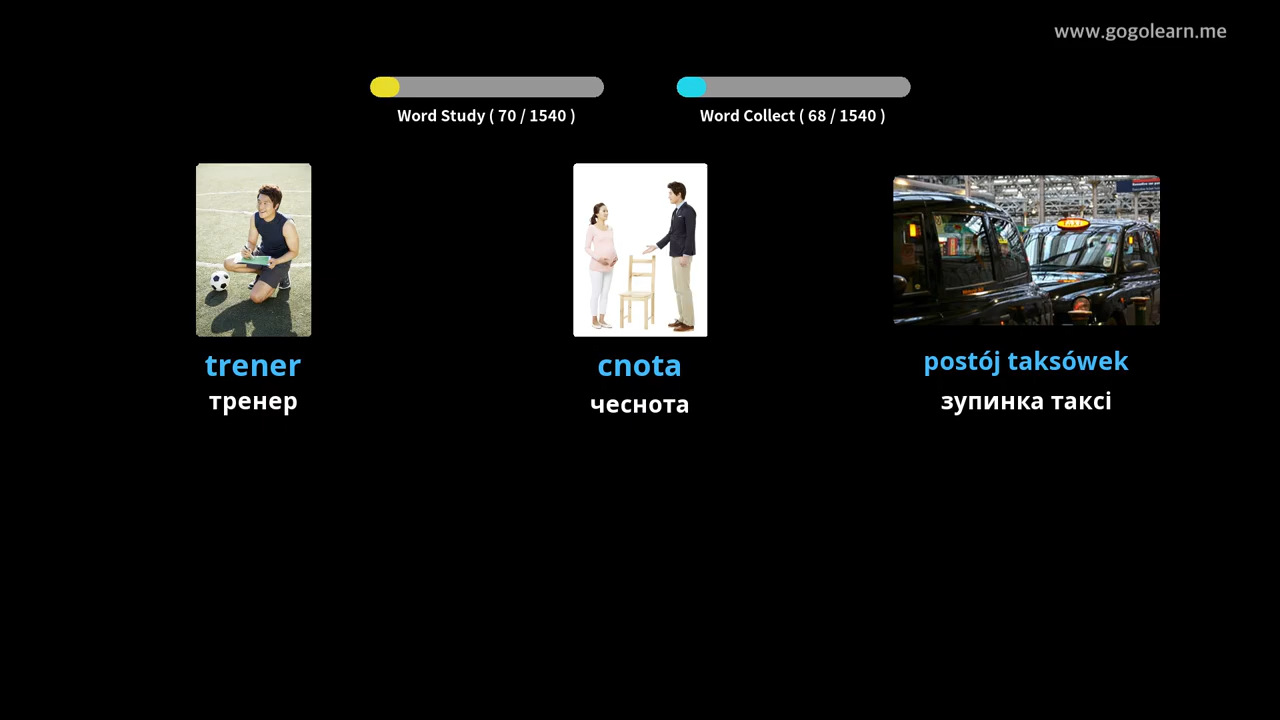 www.gogolearn.me
Word Study ( 70 / 1540 )
Word Collect ( 68 / 1540 )
TAXI
trener
cnota
postój taksówek
тренер
чеснота
зупинка таксі